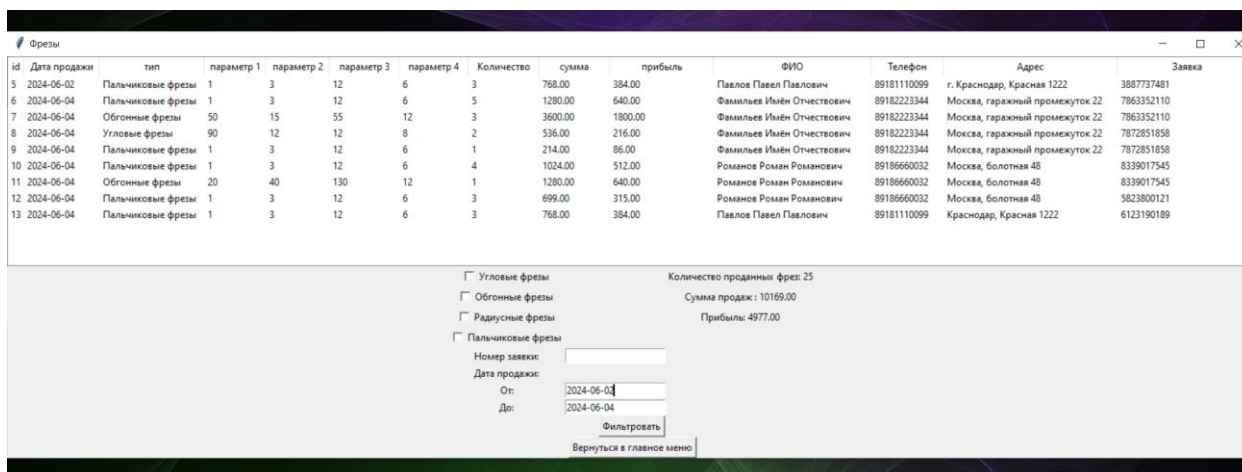 Фрезы
id Дата продажи тип параметр 1 параметр 2 параметр 3 параметр 4 Количество сумма прибыль ФИО Телефон Адрес Заявка
5 2024-06-02 Пальчиковые фрезы 1 3 12 6 3 768.00 384.00 Павлов Павел Павлович 89181110099 г. Краснодар, Красная 1222 3887737481
6 2024-06-04 Пальчиковые фрезы 1 3 12 6 5 1280.00 640.00 Фамильев Имён Отчествович 89182223344 Москва, гаражный промежуток 22 7863352110
7 2024-06-04 Обгонные фрезы 50 15 55 12 3 3600.00 1800.00 Фамильев Имён Отчествович 89182223344 Москва, гаражный промежуток 22 7863352110
8 2024-06-04 Угловые фрезы 90 12 12 8 2 536.00 216.00 Фамильев Имён Отчествович 89182223344 Моксва, гаражный промежуток 22 7872851858
9 2024-06-04 Пальчиковые фрезы 1 3 12 6 1 214.00 86.00 Фамильев Имён Отчествович 89182223344 Моксва, гаражный промежуток 22 7872851858
10 2024-06-04 Пальчиковые фрезы 1 3 12 6 4 1024.00 512.00 Романов Роман Романович 89186660032 Москва, болотная 48 8339017545
11 2024-06-04 Обгонные фрезы 20 40 130 12 1 1280.00 640.00 Романов Роман Романович 89186660032 Москва, болотная 48 8339017545
12 2024-06-04 Пальчиковые фрезы 1 3 12 6 3 699.00 315.00 Романов Роман Романович 89186660032 Москва, болотная 48 5823800121
13 2024-06-04 Пальчиковые фрезы 1 3 12 6 3 768.00 384.00 Павлов Павел Павлович 89181110099 Краснодар, Красная 1222 6123190189
Угловые фрезы Количество проданных фрез: 25
Обгонные фрезы Сумма продаж : 10169.00
Радиусные фрезы Прибыль: 4977.00
Пальчиковые фрезы
Номер заявки:
Дата продажи:
От: 2024-06-02
До: 2024-06-04
Фильтровать
Вернуться в главное меню